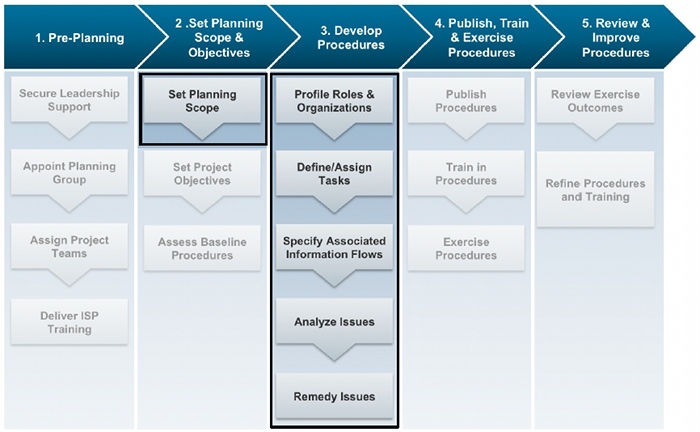 1. Pre-Planning
2 .Set Planning
Scope &
Objectives
3. Develop
Procedures
4. Publish, Train
& Exercise
Procedures
5. Review &
Improve
Procedures
Secure Leadership
Support
Appoint Planning
Group
Assign Project
Teams
Deliver ISP
Training
Set Planning
Scope
Set Project
Objectives
Assess Baseline
Procedures
Profile Roles &
Organizations
Define/Assign
Tasks
Specify Associated
Information Flows
Analyze Issues
Remedy Issues
Publish
Procedures
Train in
Procedures
Exercise
Procedures
Review Exercise
Outcomes
Refine Procedures
and Training